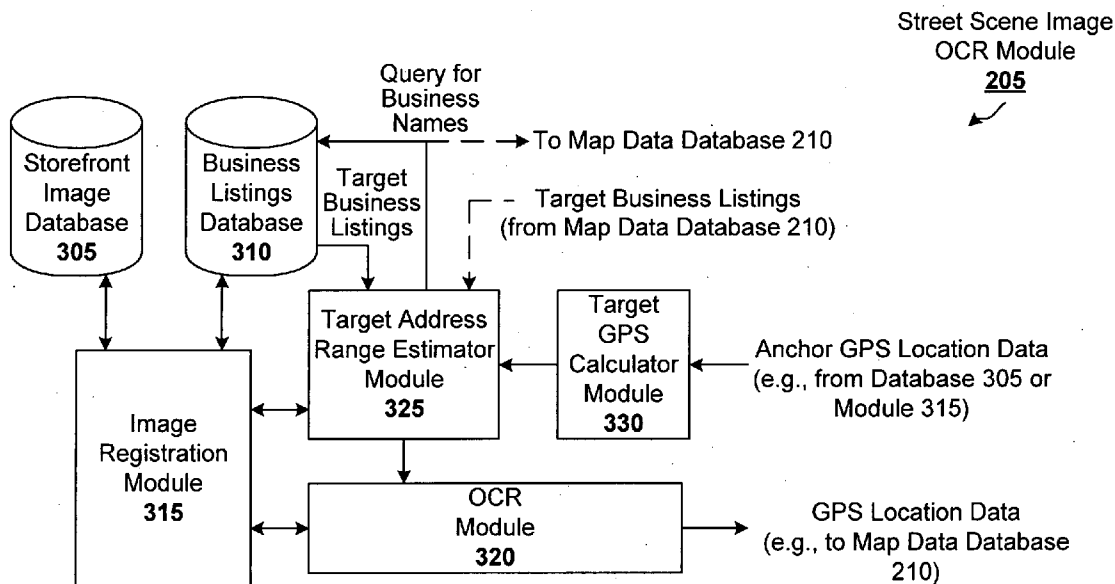 Street Scene Image
OCR Module
205
Query for
Business
Names
To Map Data Database 210
Storefront
Image
Database
305
Business
Listings
Database
310
Target
Business
Listings
Target Business Listings
(from Map Data Database 210)
Target Address
Range Estimator
Module
325
Target
GPS
Calculator
Module
330
Anchor GPS Location Data
(e.g., from Database 305 or
Module 315)
Image
Registration
Module
315
OCR
Module
320
GPS Location Data
(e.g., to Map Data Database
210)